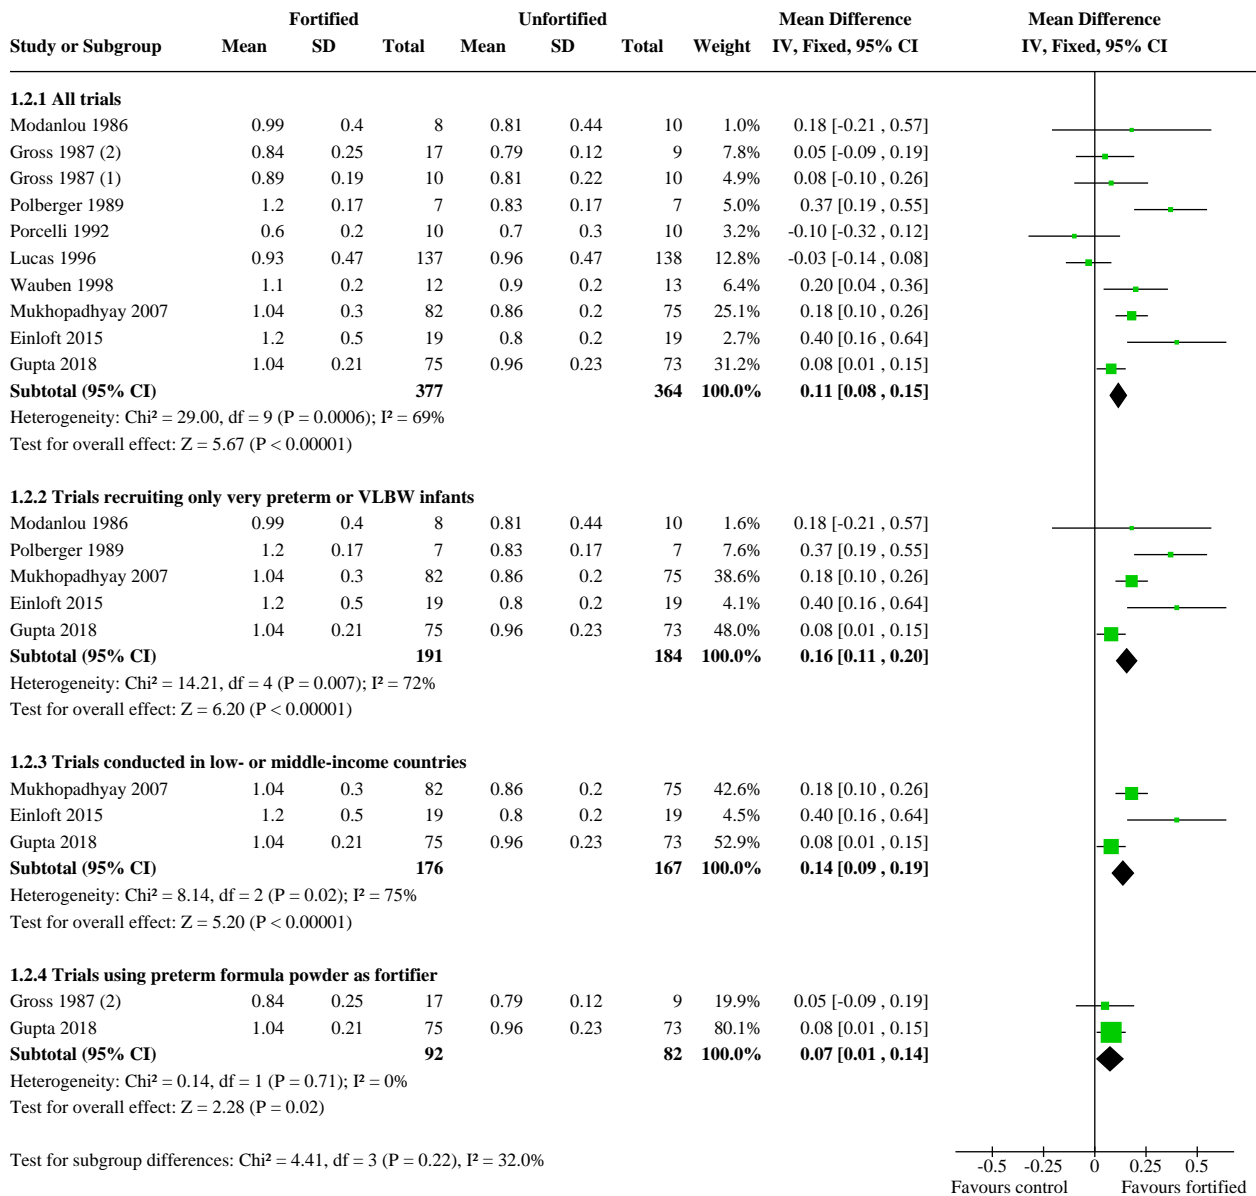 Fortified Unfortified Mean Difference Mean Difference
Study or Subgroup Mean SD Total Mean SD Total Weight IV, Fixed, 95% CI IV, Fixed, 95% CI
1.2.1 All trials
Modanlou 1986 0.99 0.4 8 0.81 0.44 10 1.0% 0.18 [-0.21 , 0.57]
Gross 1987 (2) 0.84 0.25 17 0.79 0.12 9 7.8% 0.05 [-0.09 , 0.19]
Gross 1987 (1) 0.89 0.19 10 0.81 0.22 10 4.9% 0.08 [-0.10 , 0.26]
Polberger 1989 1.2 0.17 7 0.83 0.17 7 5.0% 0.37 [0.19 , 0.55]
Porcelli 1992 0.6 0.2 10 0.7 0.3 10 3.2% -0.10 [-0.32 , 0.12]
Lucas 1996 0.93 0.47 137 0.96 0.47 138 12.8% -0.03 [-0.14 , 0.08]
Wauben 1998 1.1 0.2 12 0.9 0.2 13 6.4% 0.20 [0.04 , 0.36]
Mukhopadhyay 2007 1.04 0.3 82 0.86 0.2 75 25.1% 0.18 [0.10 , 0.26]
Einloft 2015 1.2 0.5 19 0.8 0.2 19 2.7% 0.40 [0.16 , 0.64]
Gupta 2018 1.04 0.21 75 0.96 0.23 73 31.2% 0.08 [0.01 , 0.15]
Subtotal (95% CI) 377 364 100.0% 0.11 [0.08 , 0.15]
Heterogeneity: Chi² = 29.00, df = 9 (P = 0.0006); I² = 69%
Test for overall effect: Z = 5.67 (P < 0.00001)
1.2.2 Trials recruiting only very preterm or VLBW infants
Modanlou 1986 0.99 0.4 8 0.81 0.44 10 1.6% 0.18 [-0.21 , 0.57]
Polberger 1989 1.2 0.17 7 0.83 0.17 7 7.6% 0.37 [0.19 , 0.55]
Mukhopadhyay 2007 1.04 0.3 82 0.86 0.2 75 38.6% 0.18 [0.10 , 0.26]
Einloft 2015 1.2 0.5 19 0.8 0.2 19 4.1% 0.40 [0.16 , 0.64]
Gupta 2018 1.04 0.21 75 0.96 0.23 73 48.0% 0.08 [0.01 , 0.15]
Subtotal (95% CI) 191 184 100.0% 0.16 [0.11 , 0.20]
Heterogeneity: Chi² = 14.21, df = 4 (P = 0.007); I² = 72%
Test for overall effect: Z = 6.20 (P < 0.00001)
1.2.3 Trials conducted in low- or middle-income countries
Mukhopadhyay 2007 1.04 0.3 82 0.86 0.2 75 42.6% 0.18 [0.10 , 0.26]
Einloft 2015 1.2 0.5 19 0.8 0.2 19 4.5% 0.40 [0.16 , 0.64]
Gupta 2018 1.04 0.21 75 0.96 0.23 73 52.9% 0.08 [0.01 , 0.15]
Subtotal (95% CI) 176 167 100.0% 0.14 [0.09 , 0.19]
Heterogeneity: Chi² = 8.14, df = 2 (P = 0.02); I² = 75%
Test for overall effect: Z = 5.20 (P < 0.00001)
1.2.4 Trials using preterm formula powder as fortifier
Gross 1987 (2) 0.84 0.25 17 0.79 0.12 9 19.9% 0.05 [-0.09 , 0.19]
Gupta 2018 1.04 0.21 75 0.96 0.23 73 80.1% 0.08 [0.01 , 0.15]
Subtotal (95% CI) 92 82 100.0% 0.07 [0.01 , 0.14]
Heterogeneity: Chi² = 0.14, df = 1 (P = 0.71); I² = 0%
Test for overall effect: Z = 2.28 (P = 0.02)
Test for subgroup differences: Chi² = 4.41, df = 3 (P = 0.22), I² = 32.0%
-0.5 -0.25 0 0.25 0.5
Favours control Favours fortified